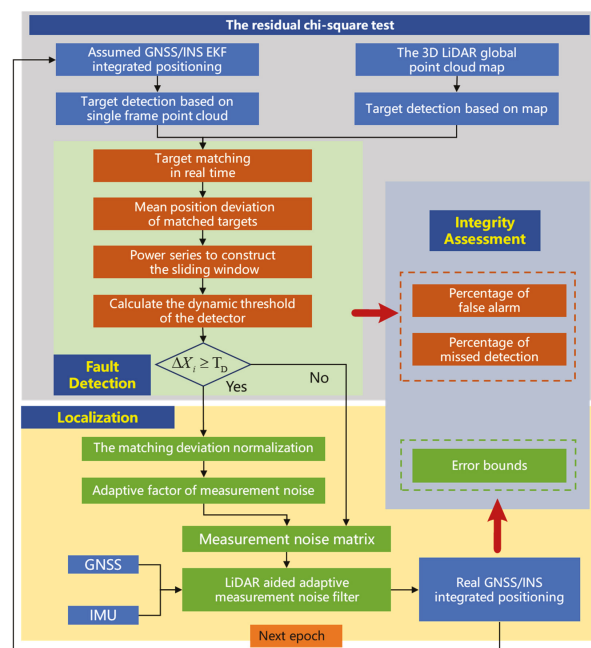 The residual chi-square test
Assumed GNSS/INS EKF
integrated positioning
The 3D LiDAR global
point cloud map
Target detection based on
single frame point cloud
Target detection based on map
Target matching
in real time
Mean position deviation
of matched targets
Power series to construct
the sliding window
Calculate the dynamic threshold
of the detector
ΔX_i ≥ T_D
Fault
Detection
Yes
No
Integrity
Assessment
Percentage of
false alarm
Percentage of
missed detection
Localization
The matching deviation normalization
Adaptive factor of measurement noise
Error bounds
Measurement noise matrix
GNSS
IMU
LiDAR aided adaptive
measurement noise filter
Real GNSS/INS
integrated positioning
Next epoch